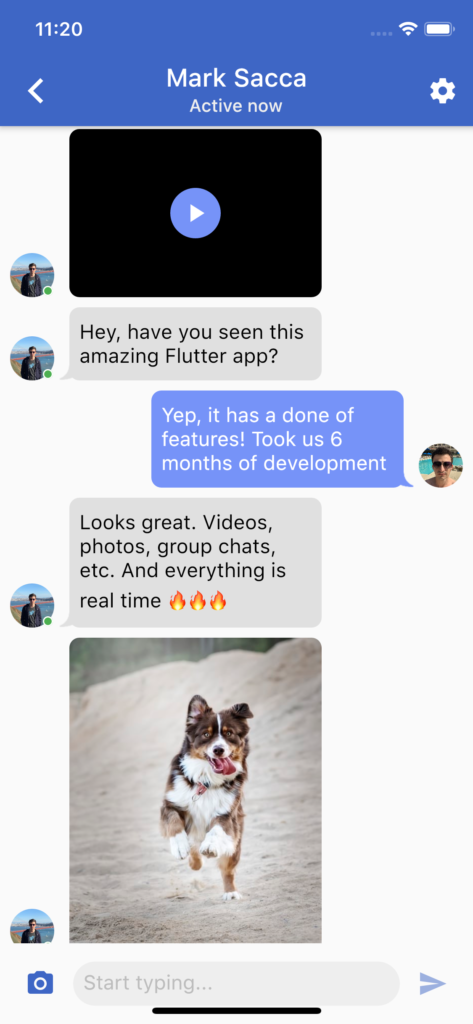 11:20
Mark Sacca
Active now
Hey, have you seen this
amazing Flutter app?
Yep, it has a done of
features! Took us 6
months of development
Looks great. Videos,
photos, group chats,
etc. And everything is
real time 🔥🔥🔥
Start typing...